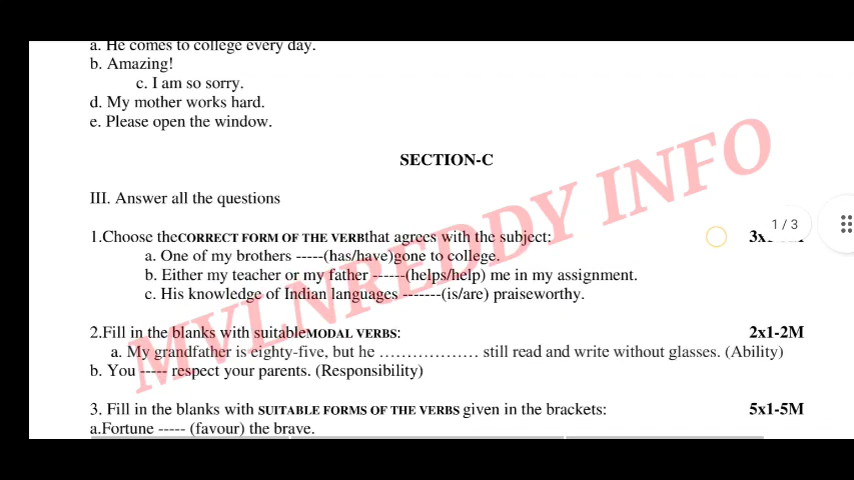 a. He comes to college every day.
b. Amazing!
c. I am so sorry.
d. My mother works hard.
e. Please open the window.
SECTION-C
III. Answer all the questions
1/3
1.Choose theCORRECT FORM OF THE VERBthat agrees with the subject:
a. One of my brothers -----(has/have)gone to college.
b. Either my teacher or my father ------(helps/help) me in my assignment.
c. His knowledge of Indian languages -------(is/are) praiseworthy.
2.Fill in the blanks with suitableMODAL VERBS: 2x1-2M
a. My grandfather is eighty-five, but he ……………… still read and write without glasses. (Ability)
b. You ----- respect your parents. (Responsibility)
3. Fill in the blanks with SUITABLE FORMS OF THE VERBS given in the brackets: 5x1-5M
a.Fortune ----- (favour) the brave.
MVLNREDDY INFO